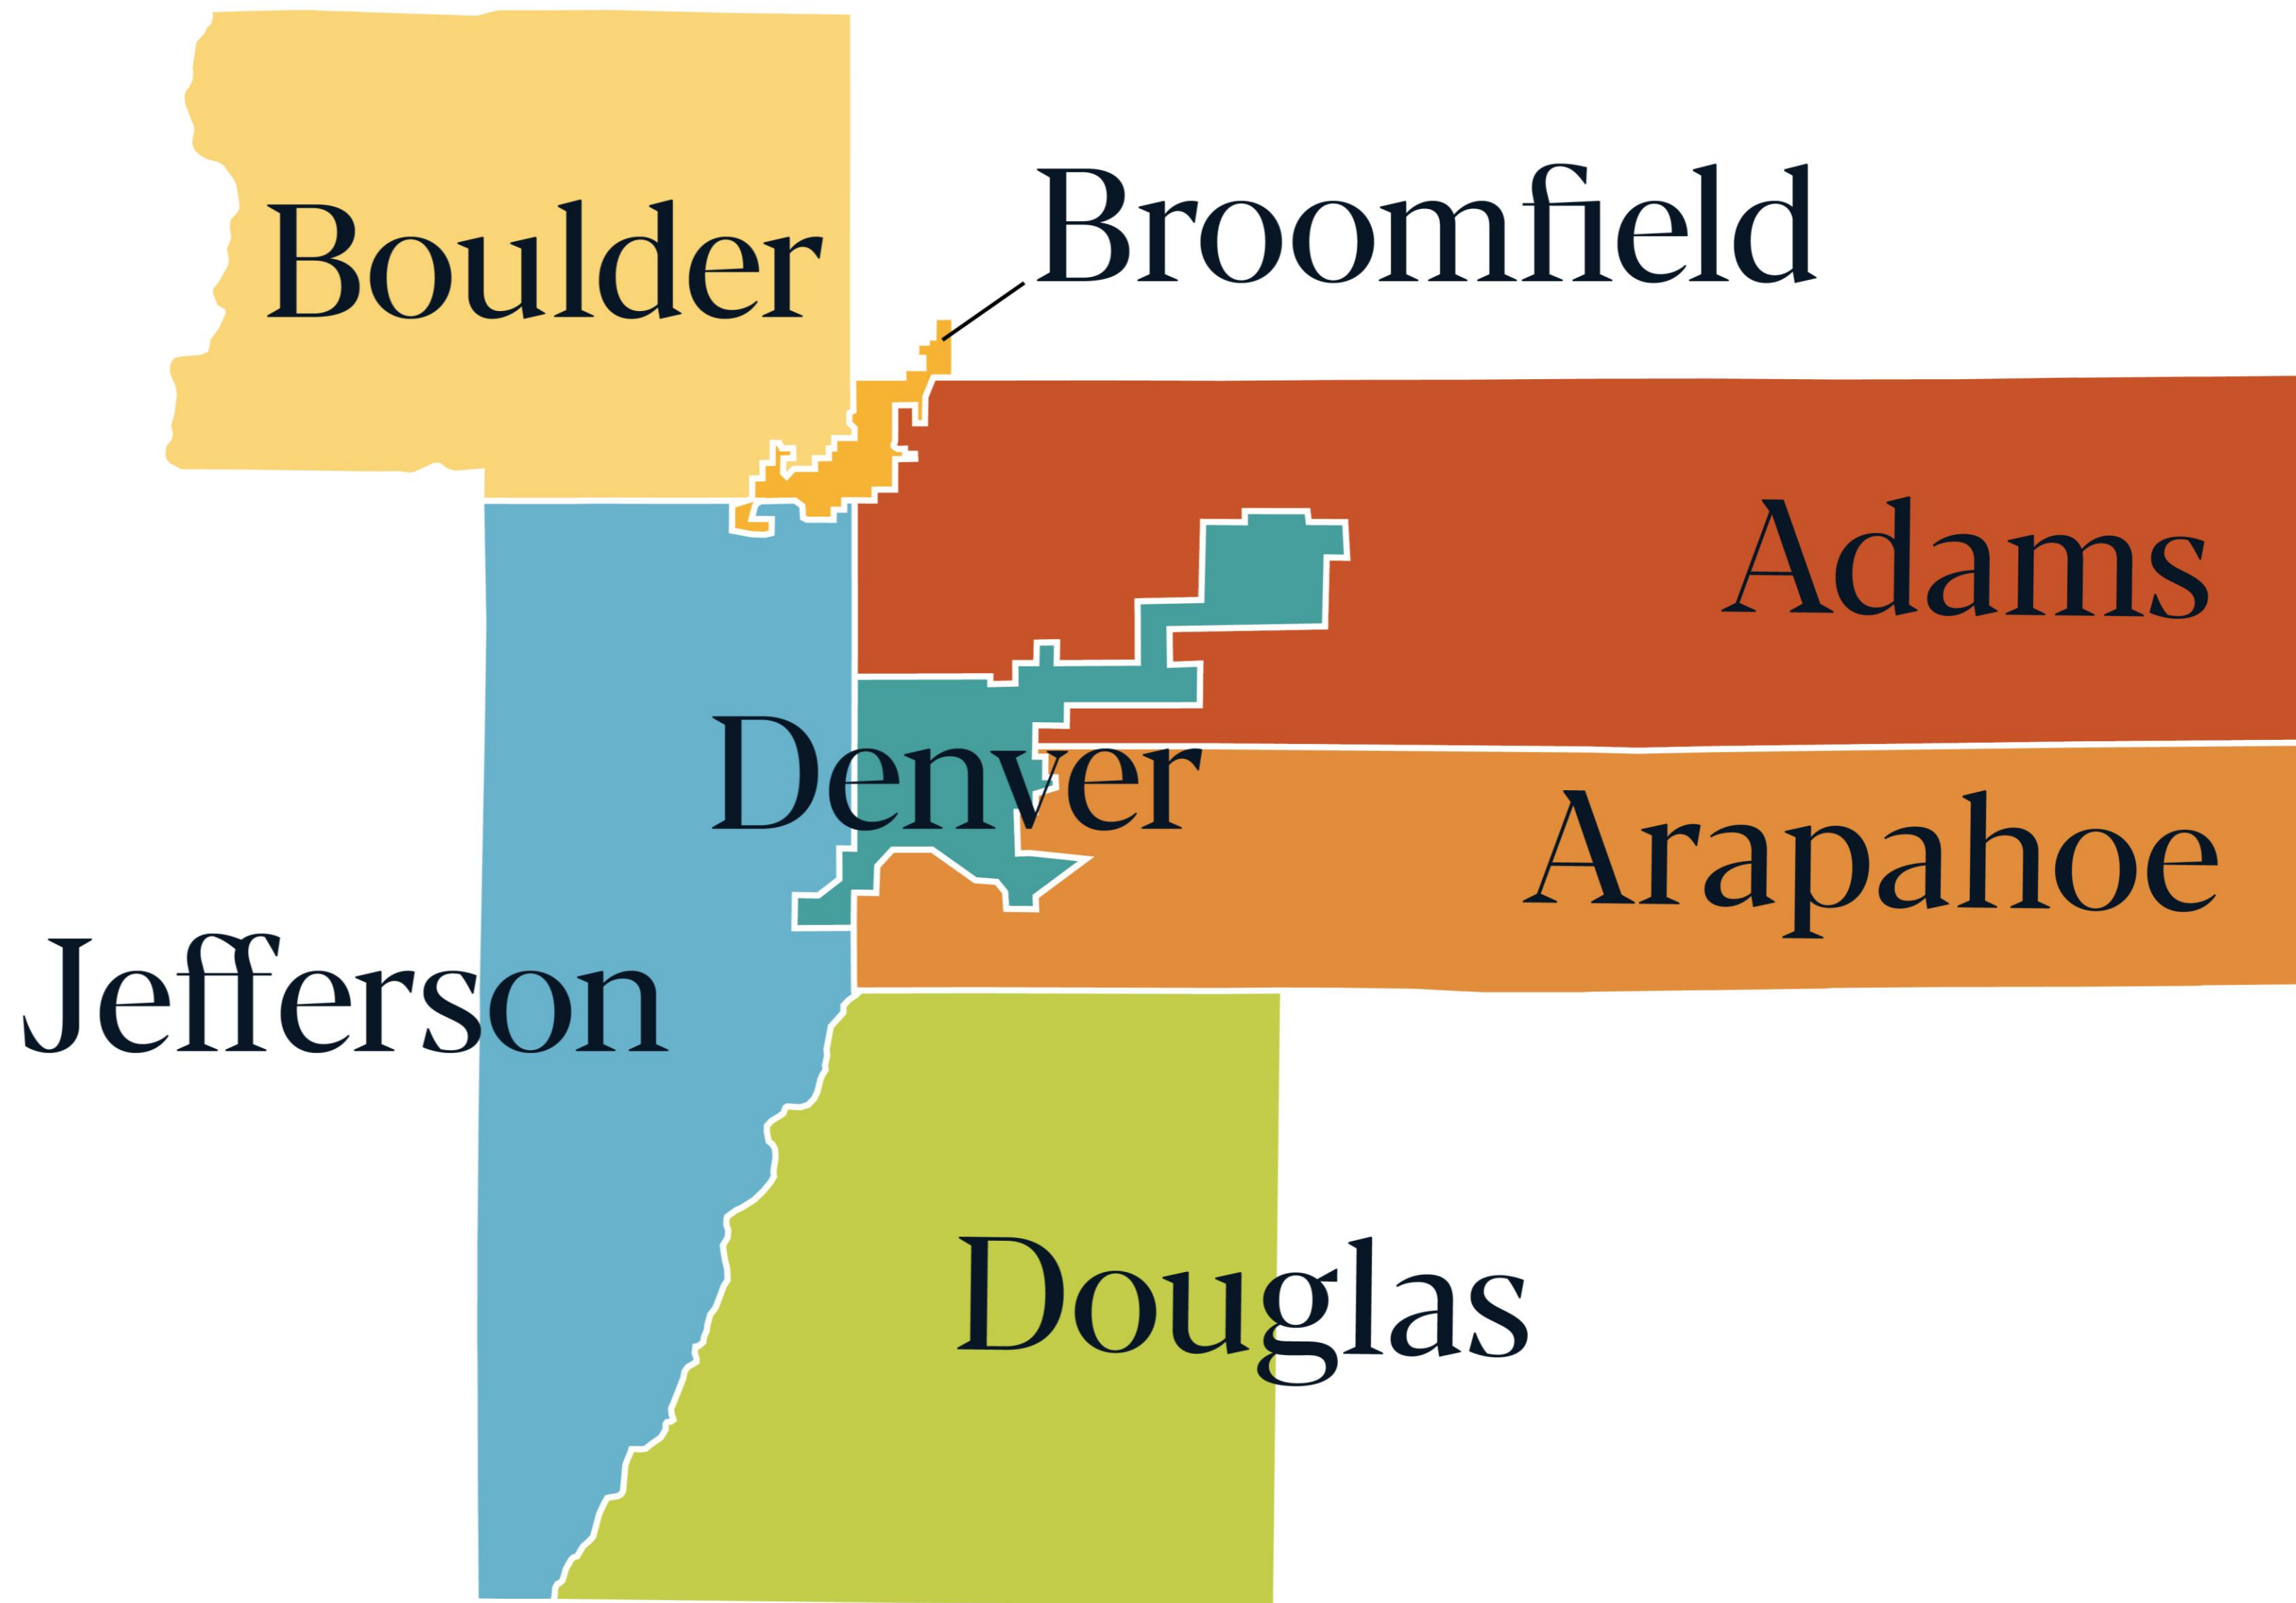 Boulder
Broomfield
Adams
Denver
Arapahoe
Jefferson
Douglas